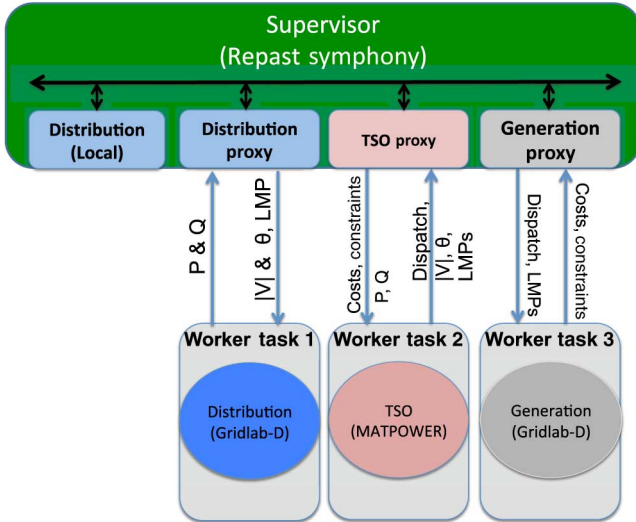 Supervisor
(Repast symphony)
Distribution
(Local)
Distribution
proxy
TSO proxy
Generation
proxy
P & Q
|V| & θ, LMP
Costs, constraints
P, Q
Dispatch,
|V|, θ,
LMPs
Dispatch, LMPs
Costs, constraints
Worker task 1
Worker task 2
Worker task 3
Distribution
(Gridlab-D)
TSO
(MATPOWER)
Generation
(Gridlab-D)